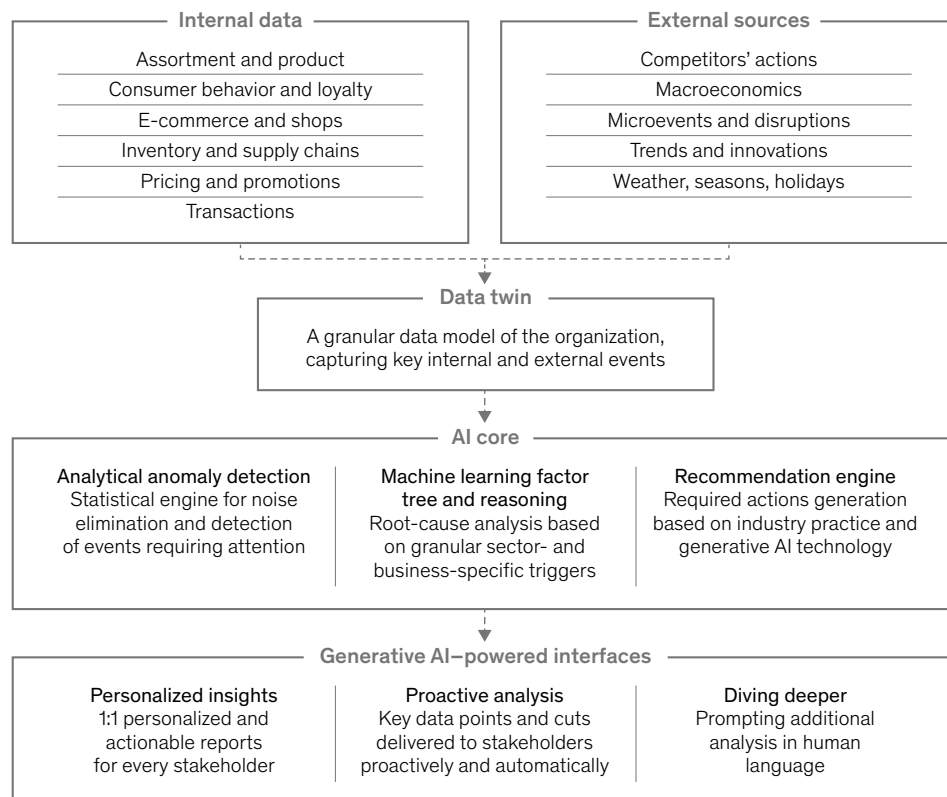 Internal data
Assortment and product
Consumer behavior and loyalty
E-commerce and shops
Inventory and supply chains
Pricing and promotions
Transactions
External sources
Competitors’ actions
Macroeconomics
Microevents and disruptions
Trends and innovations
Weather, seasons, holidays
Data twin
A granular data model of the organization,
capturing key internal and external events
AI core
Analytical anomaly detection
Statistical engine for noise
elimination and detection
of events requiring attention
Machine learning factor
tree and reasoning
Root-cause analysis based
on granular sector- and
business-specific triggers
Recommendation engine
Required actions generation
based on industry practice and
generative AI technology
Generative AI–powered interfaces
Personalized insights
1:1 personalized and
actionable reports
for every stakeholder
Proactive analysis
Key data points and cuts
delivered to stakeholders
proactively and automatically
Diving deeper
Prompting additional
analysis in human
language